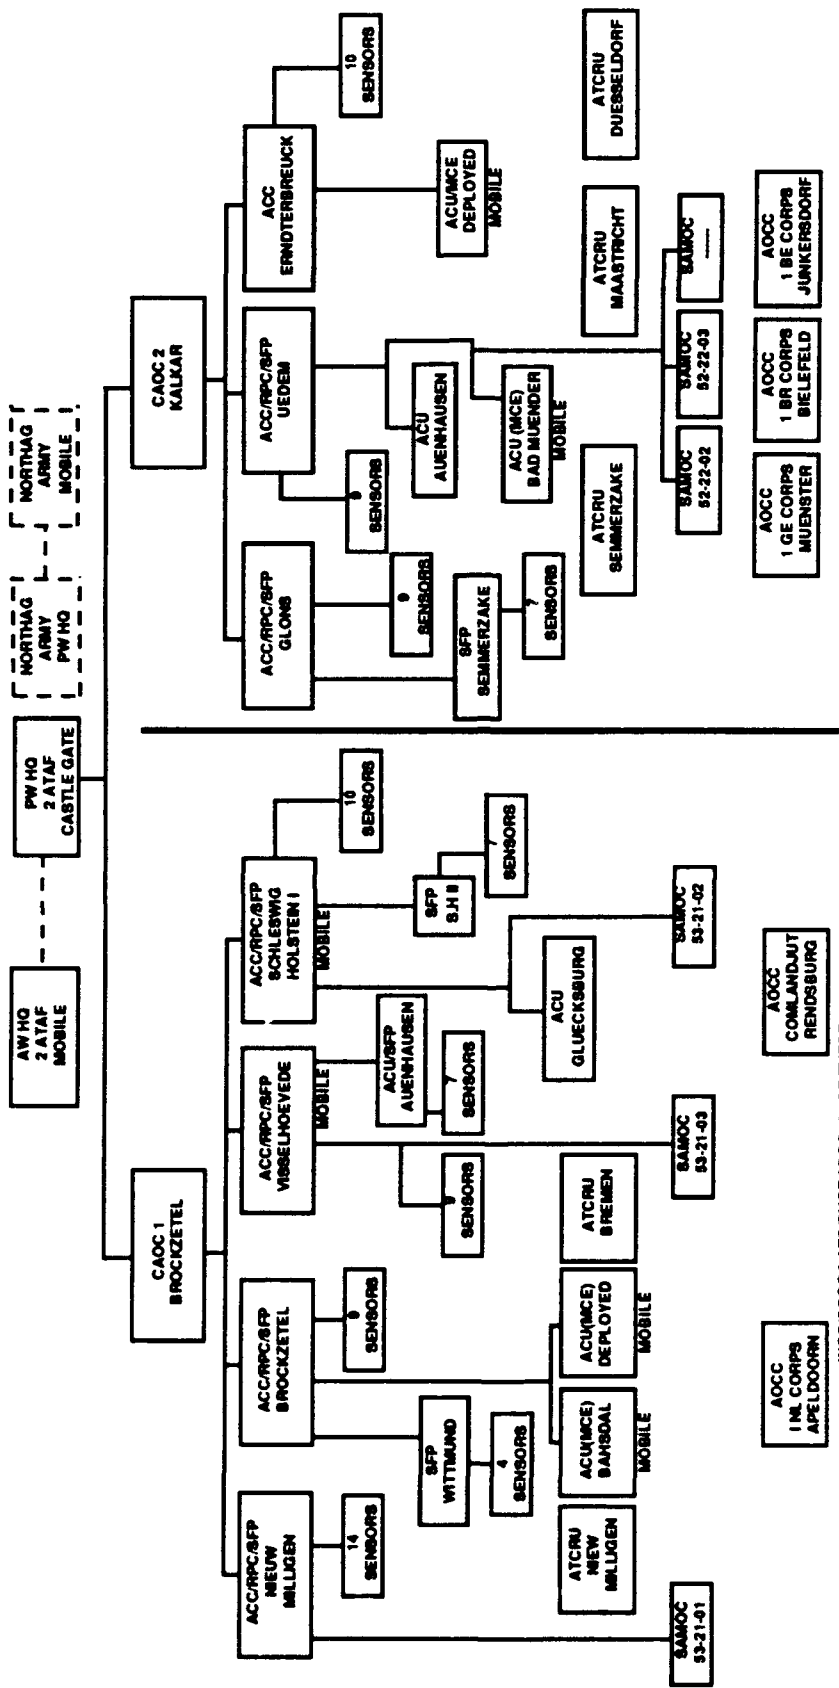 AW HQ
2 ATAF
MOBILE
PW HQ
2 ATAF
CASTLE GATE
NORTHAG
ARMY
PW HQ
NORTHAG
ARMY
MOBILE
CAOC 1
BROCKZETEL
CAOC 2
KALKAR
ACC/RPC/SFP
NIEUW
MILLIGEN
ACC/RPC/SFP
BROCKZETEL
ACC/RPC/SFP
VISSELHOEVEDE
MOBILE
ACC/RPC/SFP
SCHLESWIG
HOLSTEIN I
MOBILE
ACC/RPC/SFP
GLONS
ACC/RPC/SFP
UEDEM
ACC
ERNDTERBREUCK
14
SENSORS
SENSORS
10
SENSORS
SENSORS
10
SENSORS
ACU/SFP
AUENHAUSEN
9
SENSORS
SFP
WITTMUND
SFP
S.H II
ACU
AUENHAUSEN
ACU/MCE
DEPLOYED
MOBILE
SENSORS
7
SENSORS
SFP
SEMMERZAKE
4
SENSORS
7
SENSORS
ACU (MCE)
BAD MUENDER
MOBILE
7
SENSORS
ACU
GLUECKSBURG
ATCRU
NIEW
MILLIGEN
ACU(MCE)
BAHSDAL
MOBILE
ACU(MCE)
DEPLOYED
MOBILE
ATCRU
BREMEN
ATCRU
SEMMERZAKE
ATCRU
MAASTRICHT
ATCRU
DUESSELDORF
SAMOC
53-21-01
SAMOC
53-21-03
SAMOC
53-21-02
SAMOC
52-22-02
SAMOC
52-22-03
SAMOC
AOCC
I NL CORPS
APELDOORN
AOCC
COMLANDJUT
RENDSBURG
AOCC
1 GE CORPS
MUENSTER
AOCC
1 BR CORPS
BIELEFELD
AOCC
1 BE CORPS
JUNKERSDORF